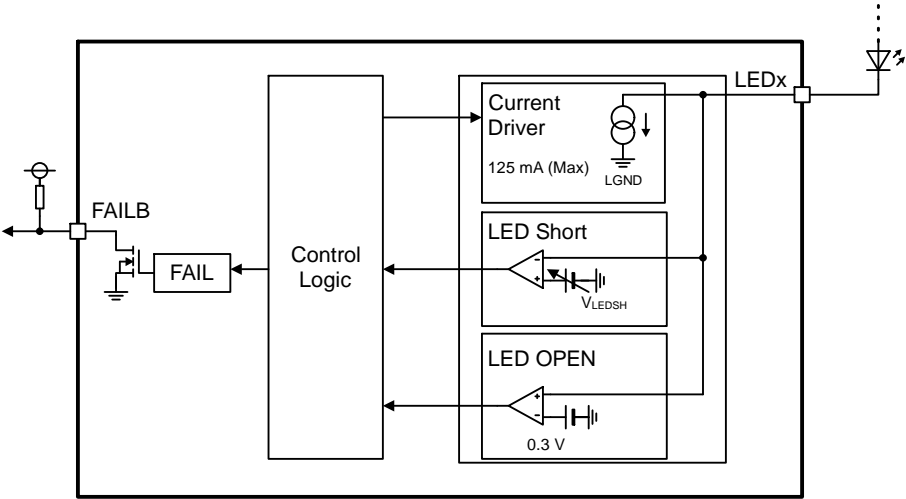 LEDx
Current
Driver
125 mA (Max)
LGND
FAILB
LED Short
-
+
VLEDSH
FAIL
Control
Logic
LED OPEN
+
-
0.3 V